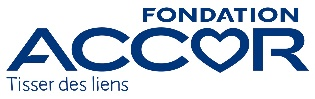 FONDATION
ACCOR
Tisser des liens